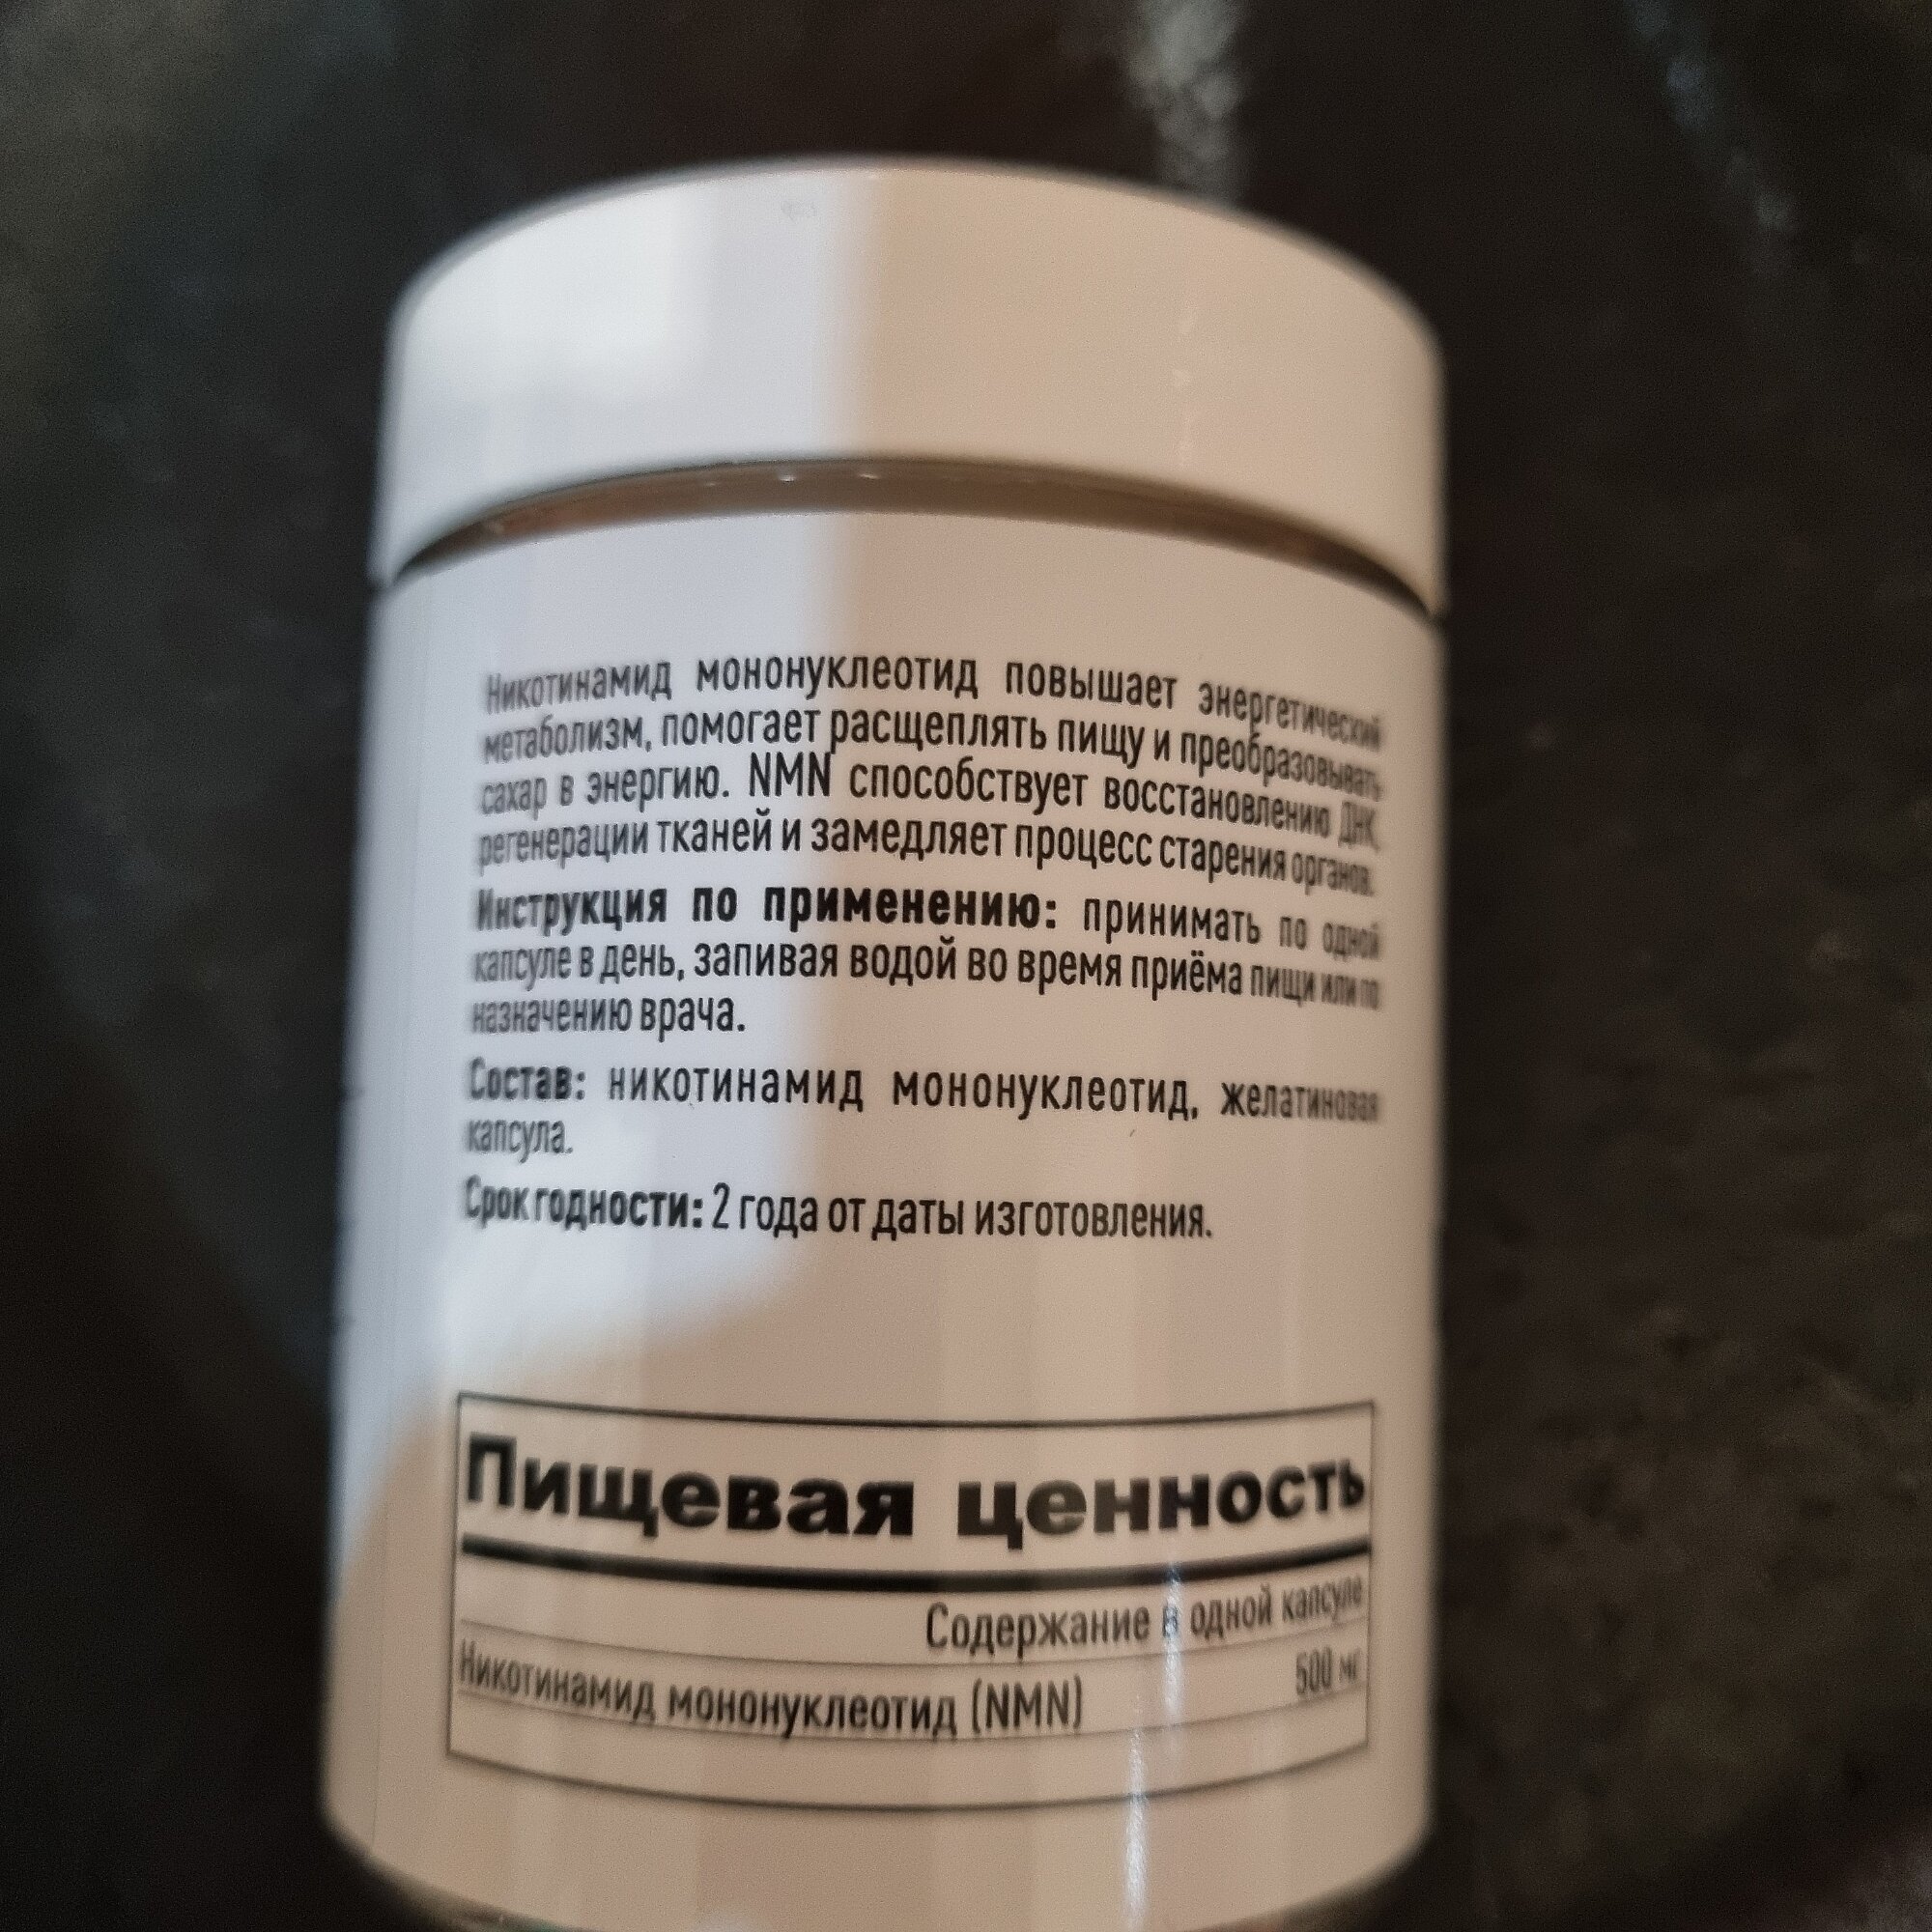 Никотинамид мононуклеотид повышает энергетический
метаболизм, помогает расщеплять пищу и преобразовывать
сахар в энергию. NMN способствует восстановлению ДНК,
регенерации тканей и замедляет процесс старения органов.
Инструкция по применению: принимать по одной
капсуле в день, запивая водой во время приёма пищи или по
назначению врача.
Состав: никотинамид мононуклеотид, желатиновая
капсула.
Срок годности: 2 года от даты изготовления.
Пищевая ценность
Содержание в одной капсуле
Никотинамид мононуклеотид (NMN) 500 мг